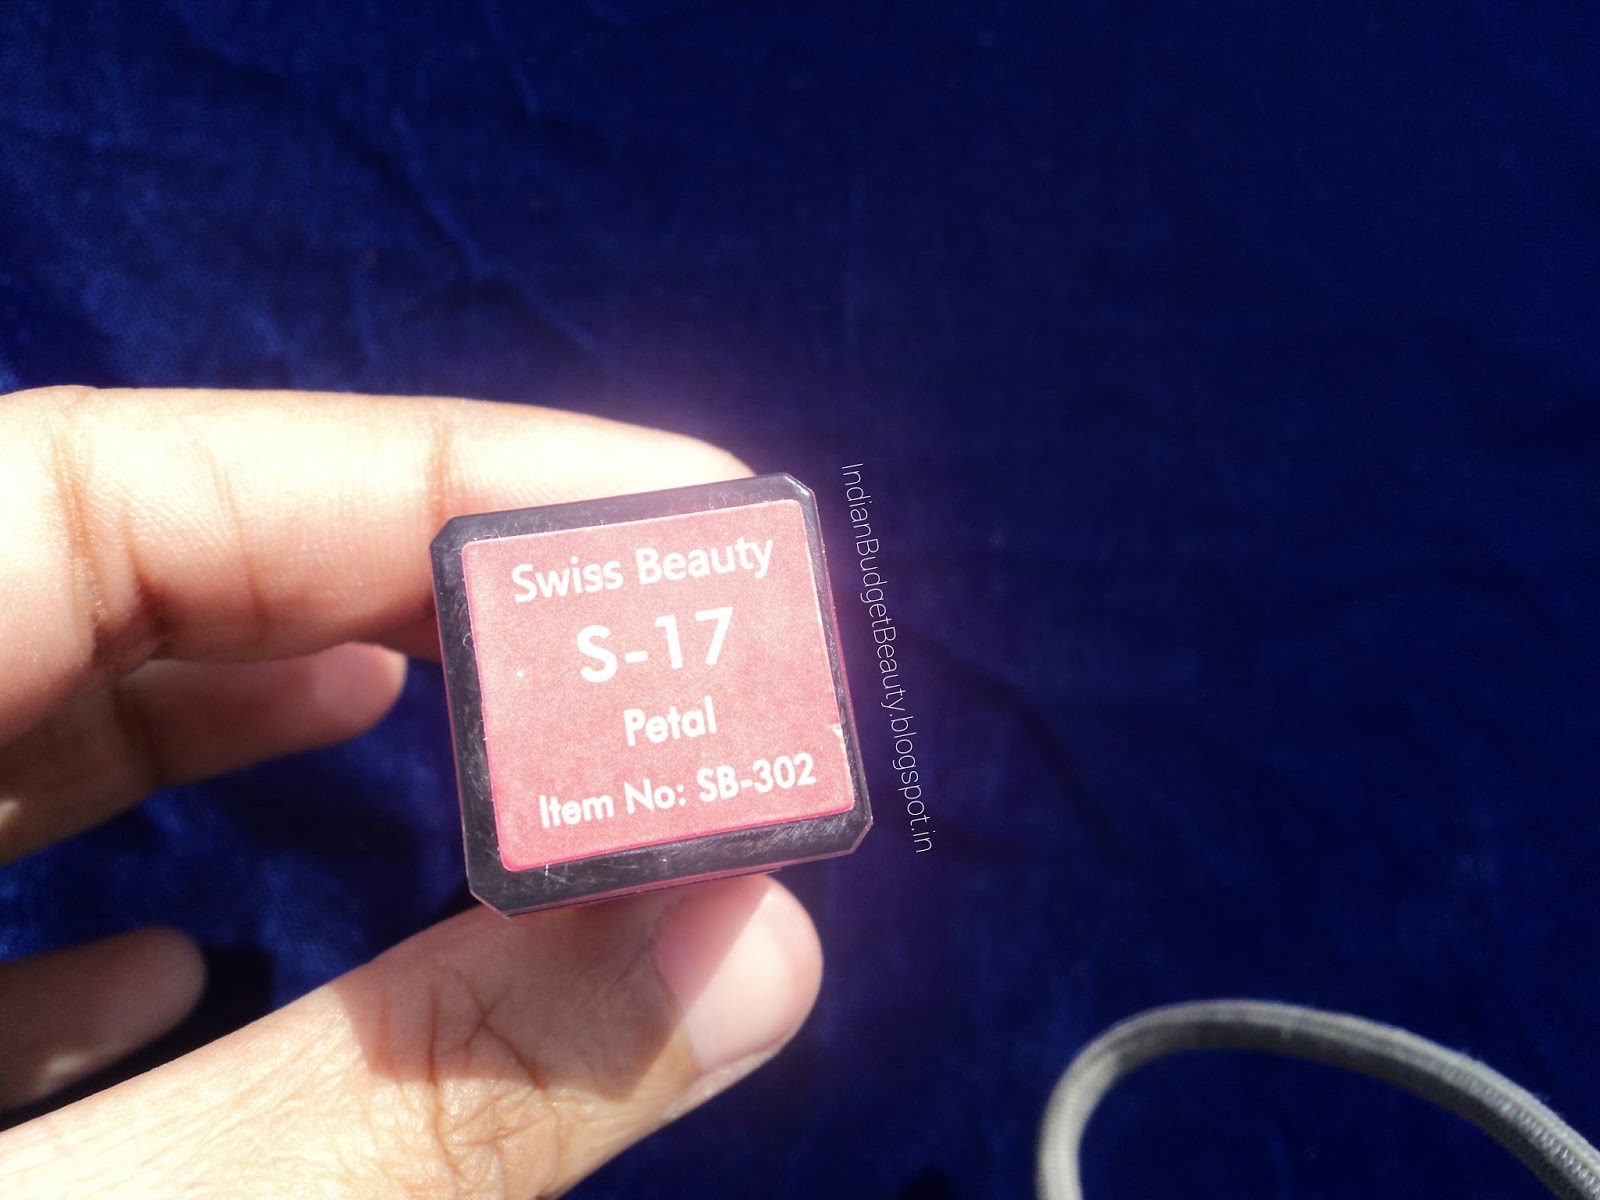 Swiss Beauty
S-17
Petal
Item No: SB-302
IndianBudgetBeauty.blogspot.in